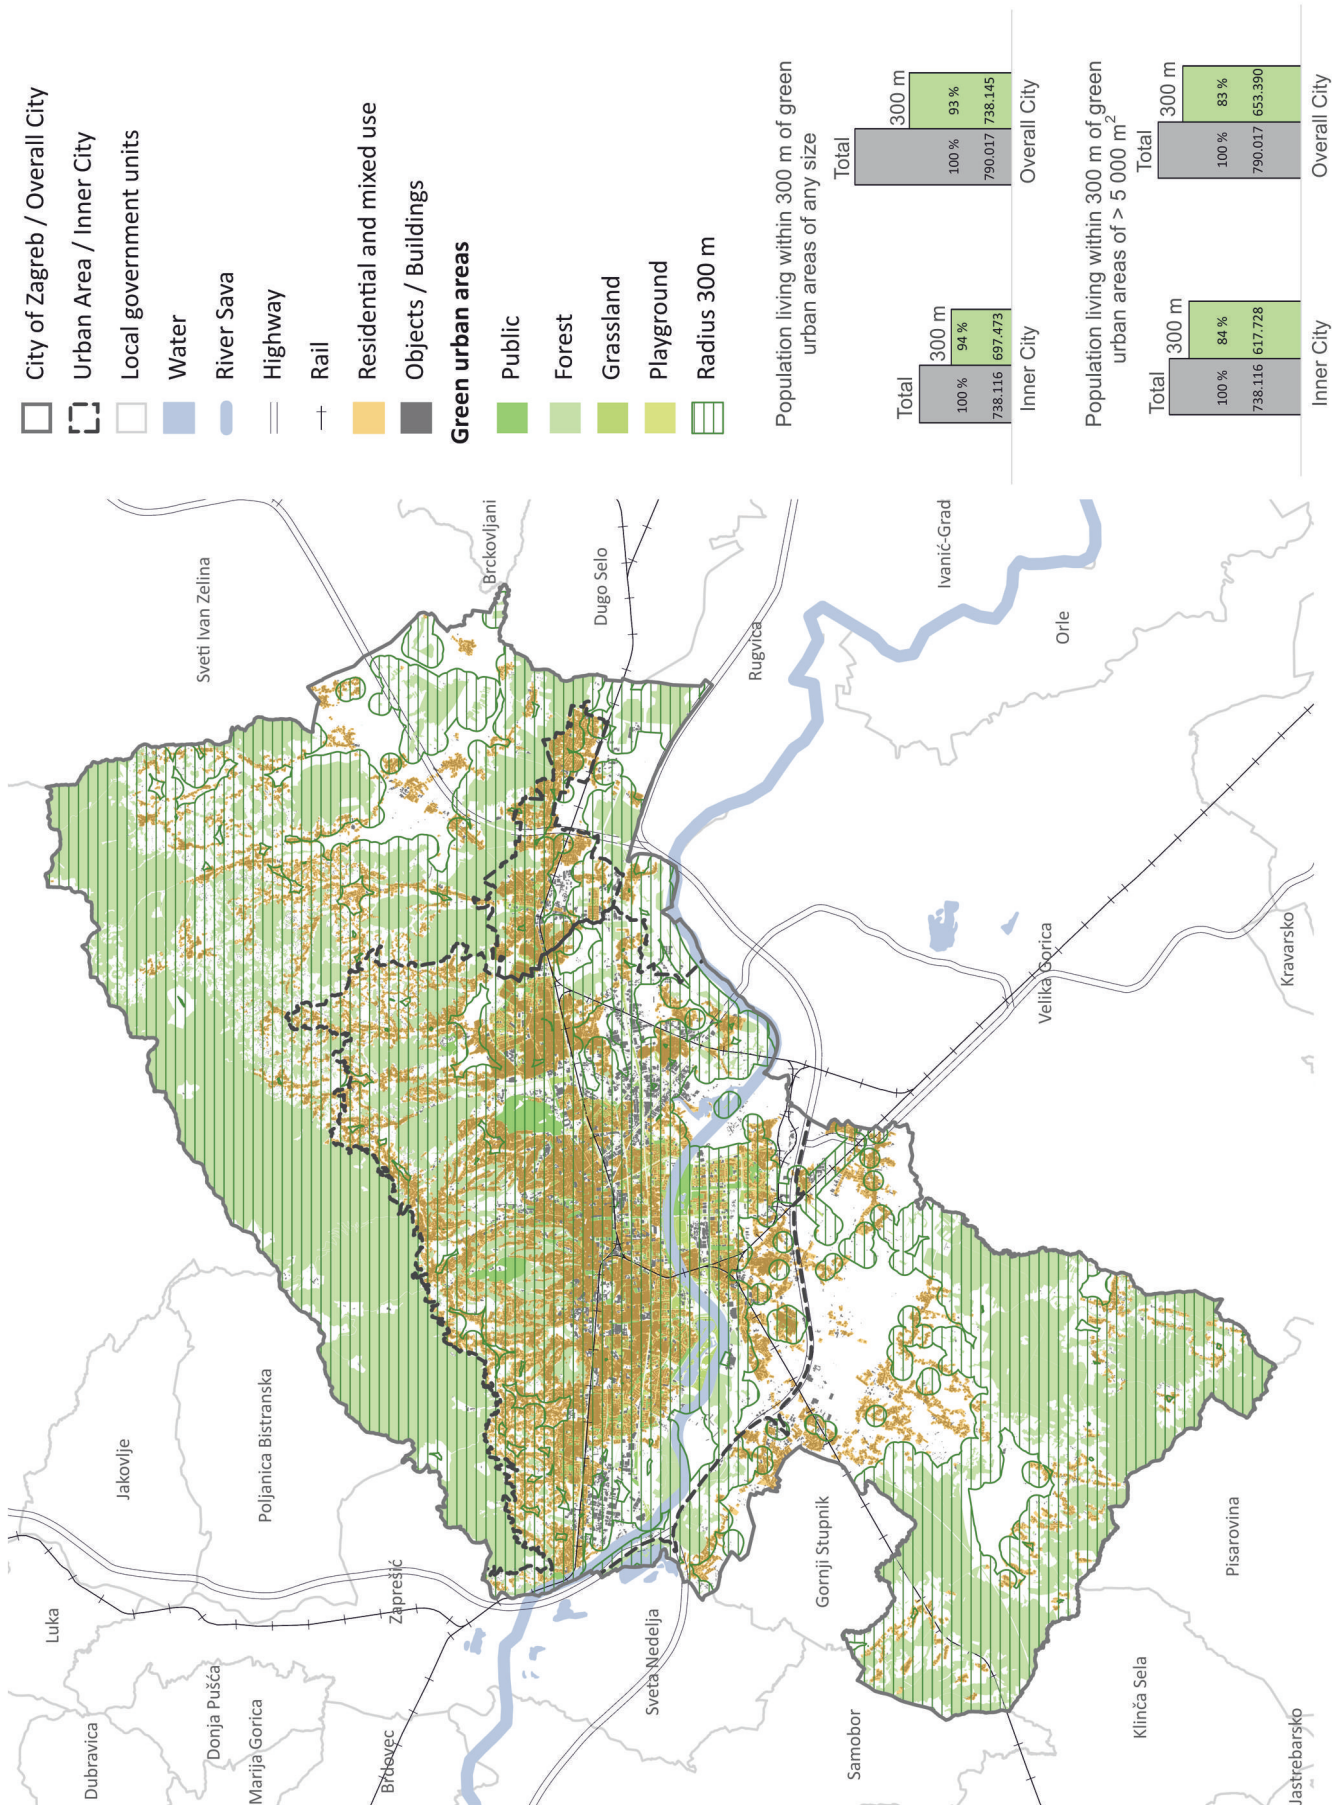 City of Zagreb / Overall City
Urban Area / Inner City
Local government units
Water
River Sava
Highway
Rail
Residential and mixed use
Objects / Buildings
Green urban areas
Public
Forest
Grassland
Playground
Radius 300 m
Population living within 300 m of green
urban areas of any size
Total
300 m
100 %
94 %
738.116
697.473
Inner City
Total
300 m
100 %
93 %
790.017
738.145
Overall City
Population living within 300 m of green
urban areas of > 5 000 m²
Total
300 m
100 %
84 %
738.116
617.728
Inner City
Total
300 m
100 %
83 %
790.017
653.390
Overall City
Luka
Jakovlje
Dubravica
Donja Pušća
Marija Gorica
Poljanica Bistranska
Sveti Ivan Zelina
Brdovec
Zaprešić
Brckovljani
Dugo Selo
Sveta Nedelja
Rugvica
Samobor
Gornji Stupnik
Ivanić-Grad
Velika Gorica
Orle
Klinča Sela
Pisarovina
Kravarsko
Jastrebarsko